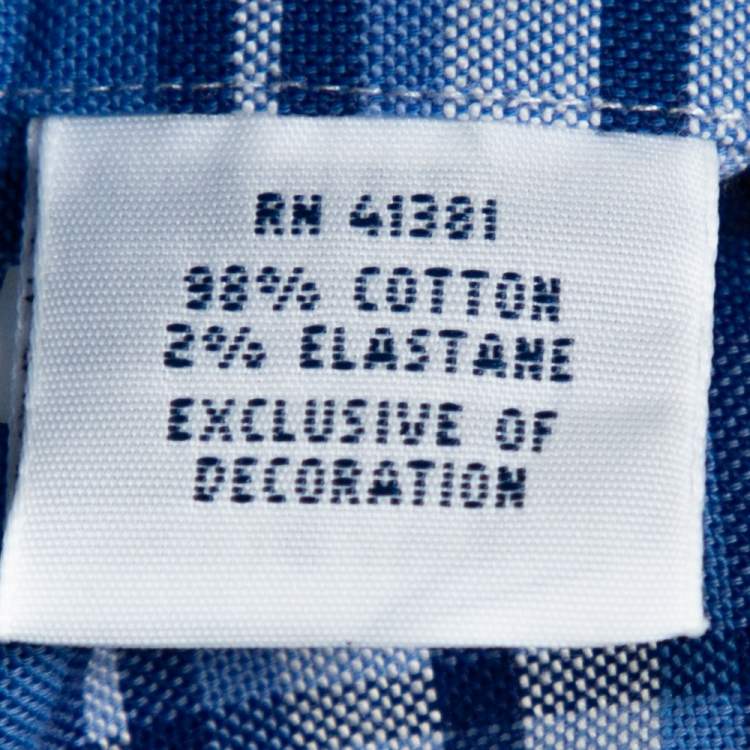 RN 41381
98% COTTON
2% ELASTANE
EXCLUSIVE OF
DECORATION